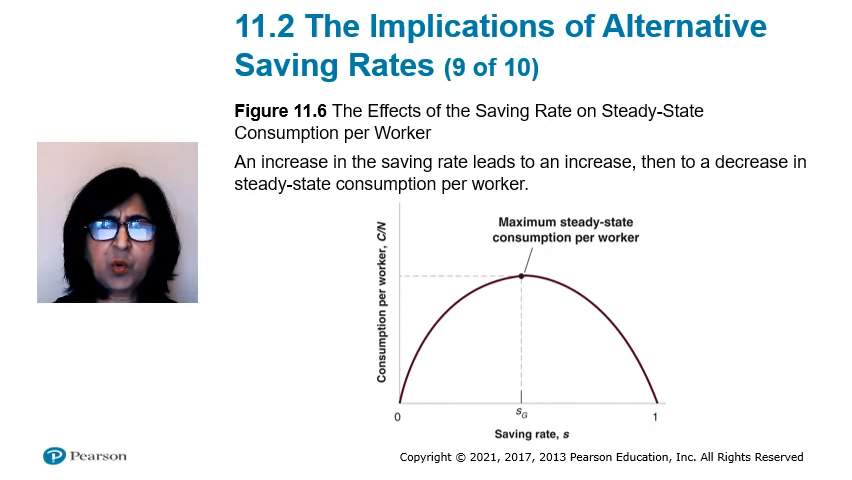 11.2 The Implications of Alternative
Saving Rates (9 of 10)
Figure 11.6 The Effects of the Saving Rate on Steady-State
Consumption per Worker
An increase in the saving rate leads to an increase, then to a decrease in
steady-state consumption per worker.
Maximum steady-state
consumption per worker
Consumption per worker, C/N
0
sG
1
Saving rate, s
Pearson
Copyright © 2021, 2017, 2013 Pearson Education, Inc. All Rights Reserved